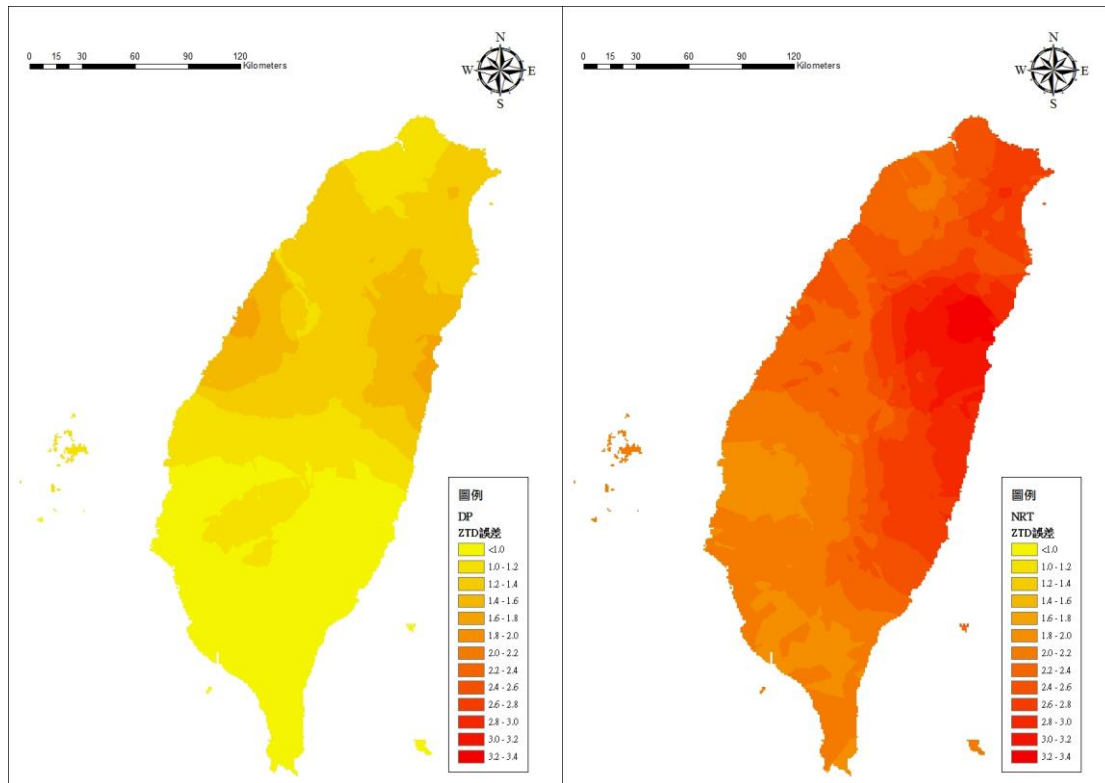 0 15 30 60 90 120
Kilometers
N
W E
S
圖例
DP
ZTD誤差
<1.0
1.0 - 1.2
1.2 - 1.4
1.4 - 1.6
1.6 - 1.8
1.8 - 2.0
2.0 - 2.2
2.2 - 2.4
2.4 - 2.6
2.6 - 2.8
2.8 - 3.0
3.0 - 3.2
3.2 - 3.4
0 15 30 60 90 120
Kilometers
N
W E
S
圖例
NRT
ZTD誤差
<1.0
1.0 - 1.2
1.2 - 1.4
1.4 - 1.6
1.6 - 1.8
1.8 - 2.0
2.0 - 2.2
2.2 - 2.4
2.4 - 2.6
2.6 - 2.8
2.8 - 3.0
3.0 - 3.2
3.2 - 3.4